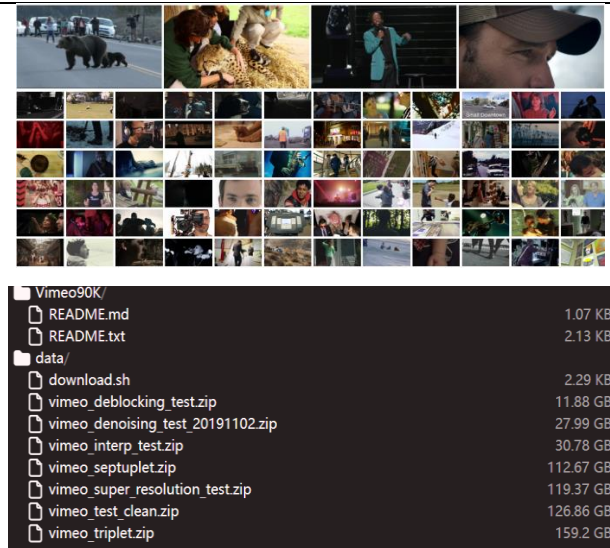 Vimeo90K/
README.md 1.07 KB
README.txt 2.13 KB
data/
download.sh 2.29 KB
vimeo_deblocking_test.zip 11.88 GB
vimeo_denoising_test_20191102.zip 27.99 GB
vimeo_interp_test.zip 30.78 GB
vimeo_septuplet.zip 112.67 GB
vimeo_super_resolution_test.zip 119.37 GB
vimeo_test_clean.zip 126.86 GB
vimeo_triplet.zip 159.2 GB